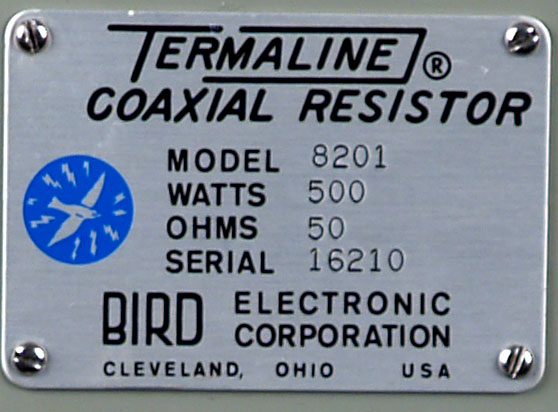 TERMALINE®
COAXIAL RESISTOR
MODEL 8201
WATTS 500
OHMS 50
SERIAL 16210
BIRD ELECTRONIC
CORPORATION
CLEVELAND, OHIO USA